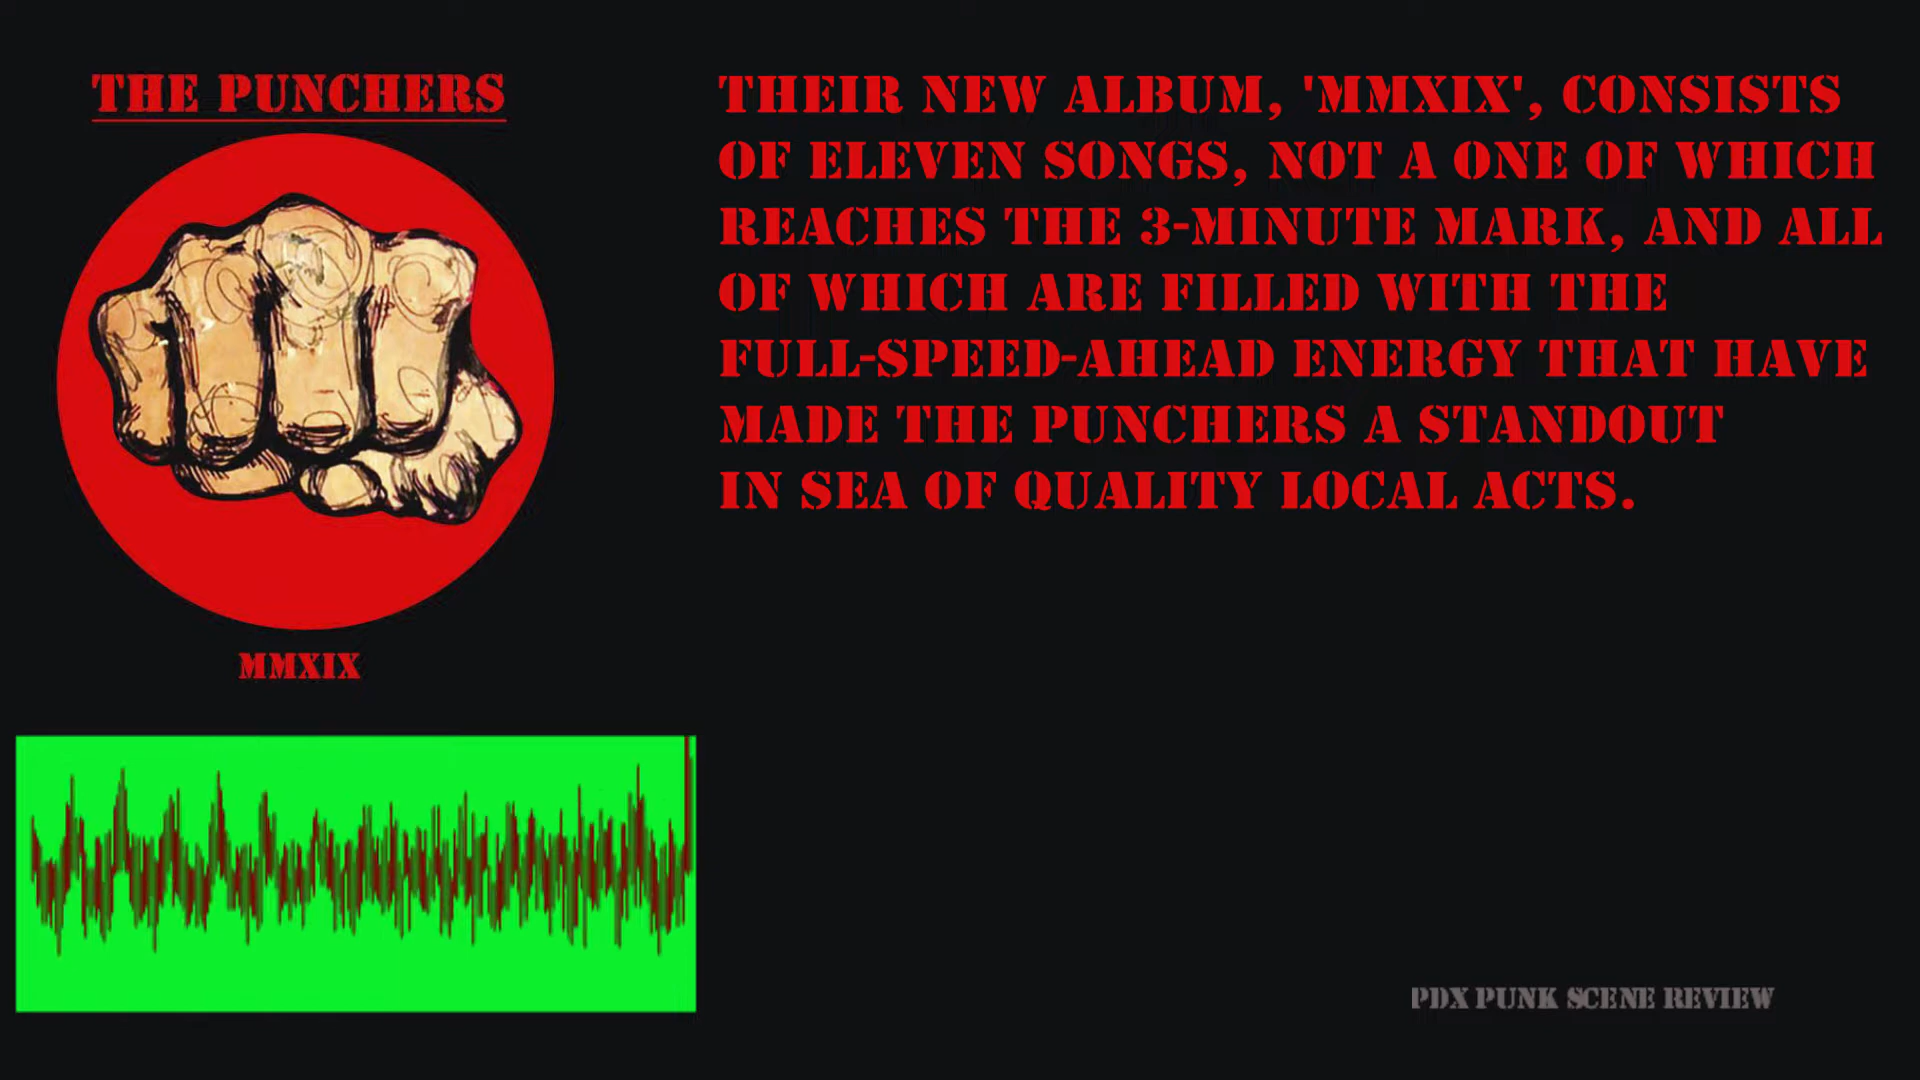 THE PUNCHERS
MMXIX
THEIR NEW ALBUM, 'MMXIX', CONSISTS
OF ELEVEN SONGS, NOT A ONE OF WHICH
REACHES THE 3-MINUTE MARK, AND ALL
OF WHICH ARE FILLED WITH THE
FULL-SPEED-AHEAD ENERGY THAT HAVE
MADE THE PUNCHERS A STANDOUT
IN SEA OF QUALITY LOCAL ACTS.
PDX PUNK SCENE REVIEW